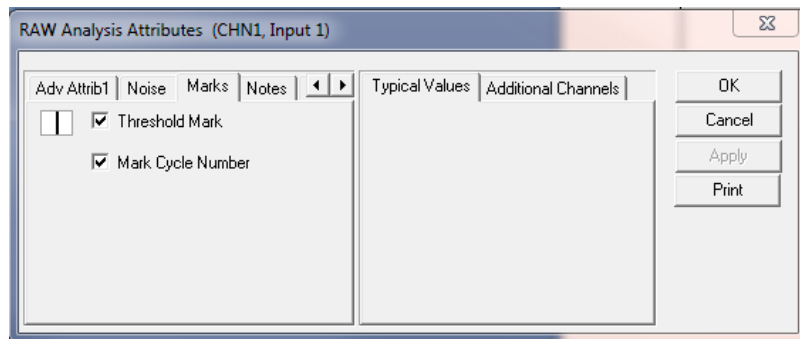 RAW Analysis Attributes (CHN1, Input 1)
Adv Attrib1 Noise Marks Notes Typical Values Additional Channels OK
Threshold Mark Cancel
Mark Cycle Number Apply
Print